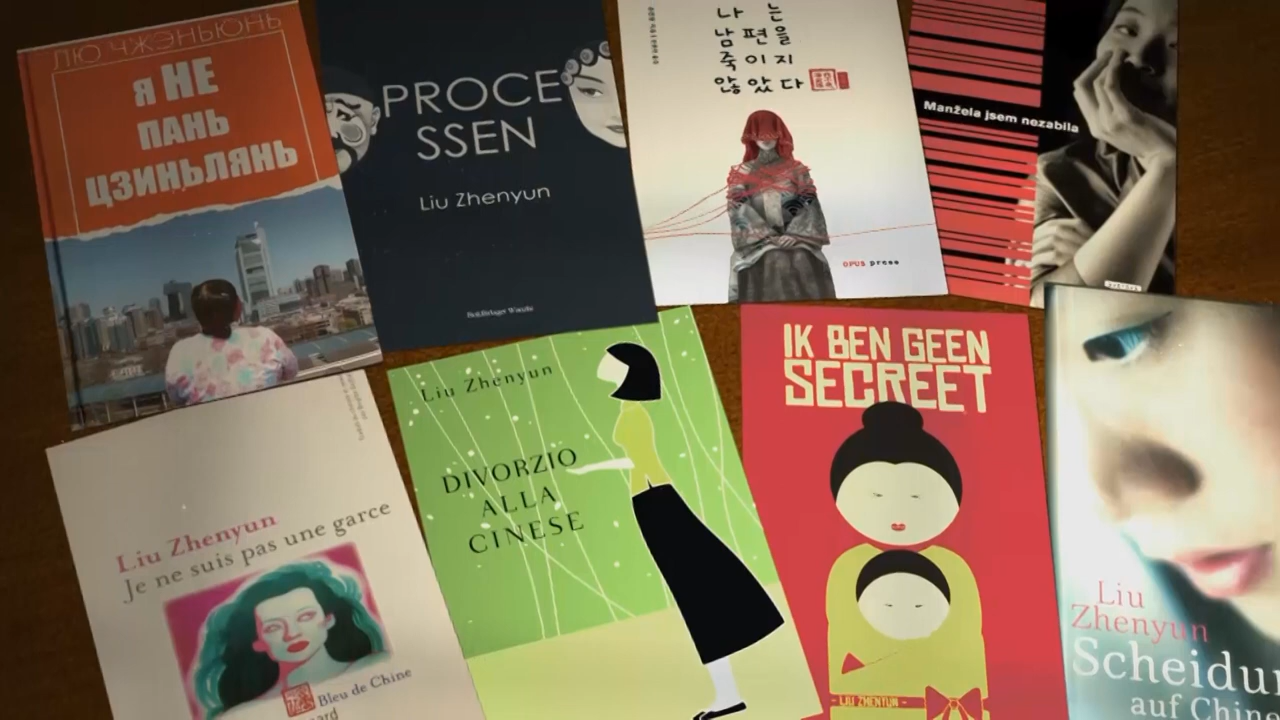 ЛЮ ЧЖЭНЬЮНЬ
Я НЕ
ПАНЬ
ЦЗИНЬЛЯНЬ
PROCE
SSEN
Liu Zhenyun
나는
남편을
죽이지
않았다
opus press
Manžela jsem nezabila
Liu Zhenyun
Je ne suis pas une garce
Bleu de Chine
Liu Zhenyun
DIVORZIO
ALLA
CINESE
IK BEN GEEN
SECREET
LIU ZHENYUN
Liu
Zhenyun
Scheidu
auf Chine